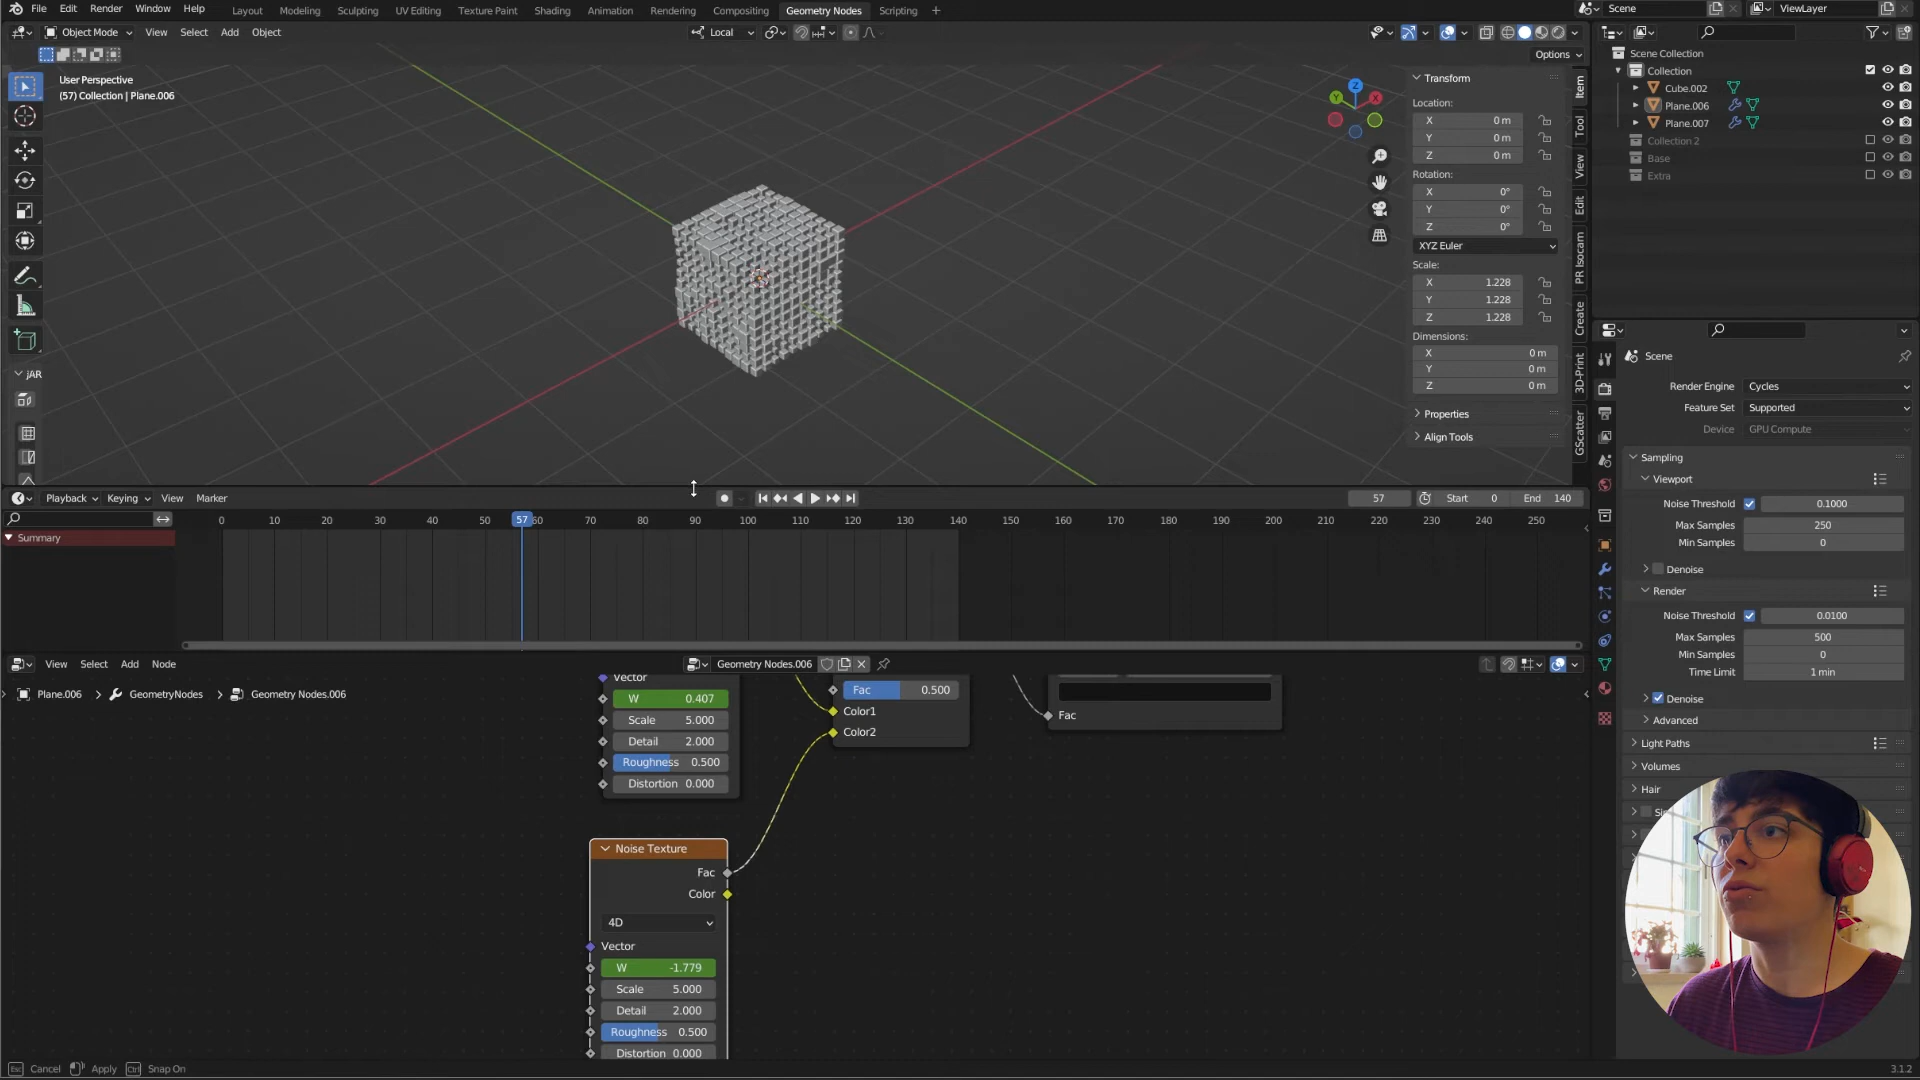 File Edit Render Window Help Layout Modeling Sculpting UV Editing Texture Paint Shading Animation Rendering Compositing Geometry Nodes Scripting +
Scene ViewLayer
Object Mode View Select Add Object Local
Options
User Perspective
(57) Collection | Plane.006
Z
Y
X
Transform
Location:
X 0 m
Y 0 m
Z 0 m
Rotation:
X 0°
Y 0°
Z 0°
XYZ Euler
Scale:
X 1.228
Y 1.228
Z 1.228
Dimensions:
X 0 m
Y 0 m
Z 0 m
Properties
Align Tools
Item
Tool
View
Edit
PR Isocam
Create
3D-Print
GScatter
jAR
Scene Collection
Collection
Cube.002
Plane.006
Plane.007
Collection 2
Base
Extra
Playback Keying View Marker
57 Start 0 End 140
0 10 20 30 40 50 57 60 70 80 90 100 110 120 130 140 150 160 170 180 190 200 210 220 230 240 250
Summary
View Select Add Node Geometry Nodes.006
Plane.006 GeometryNodes Geometry Nodes.006
Vector
W 0.407
Scale 5.000
Detail 2.000
Roughness 0.500
Distortion 0.000
Fac 0.500
Color1
Color2
Fac
Noise Texture
Fac
Color
4D
Vector
W -1.779
Scale 5.000
Detail 2.000
Roughness 0.500
Distortion 0.000
Scene
Render Engine Cycles
Feature Set Supported
Device GPU Compute
Sampling
Viewport
Noise Threshold 0.1000
Max Samples 250
Min Samples 0
Denoise
Render
Noise Threshold 0.0100
Max Samples 500
Min Samples 0
Time Limit 1 min
Denoise
Advanced
Light Paths
Volumes
Hair
Esc Cancel Apply Ctrl Snap On
3.1.2